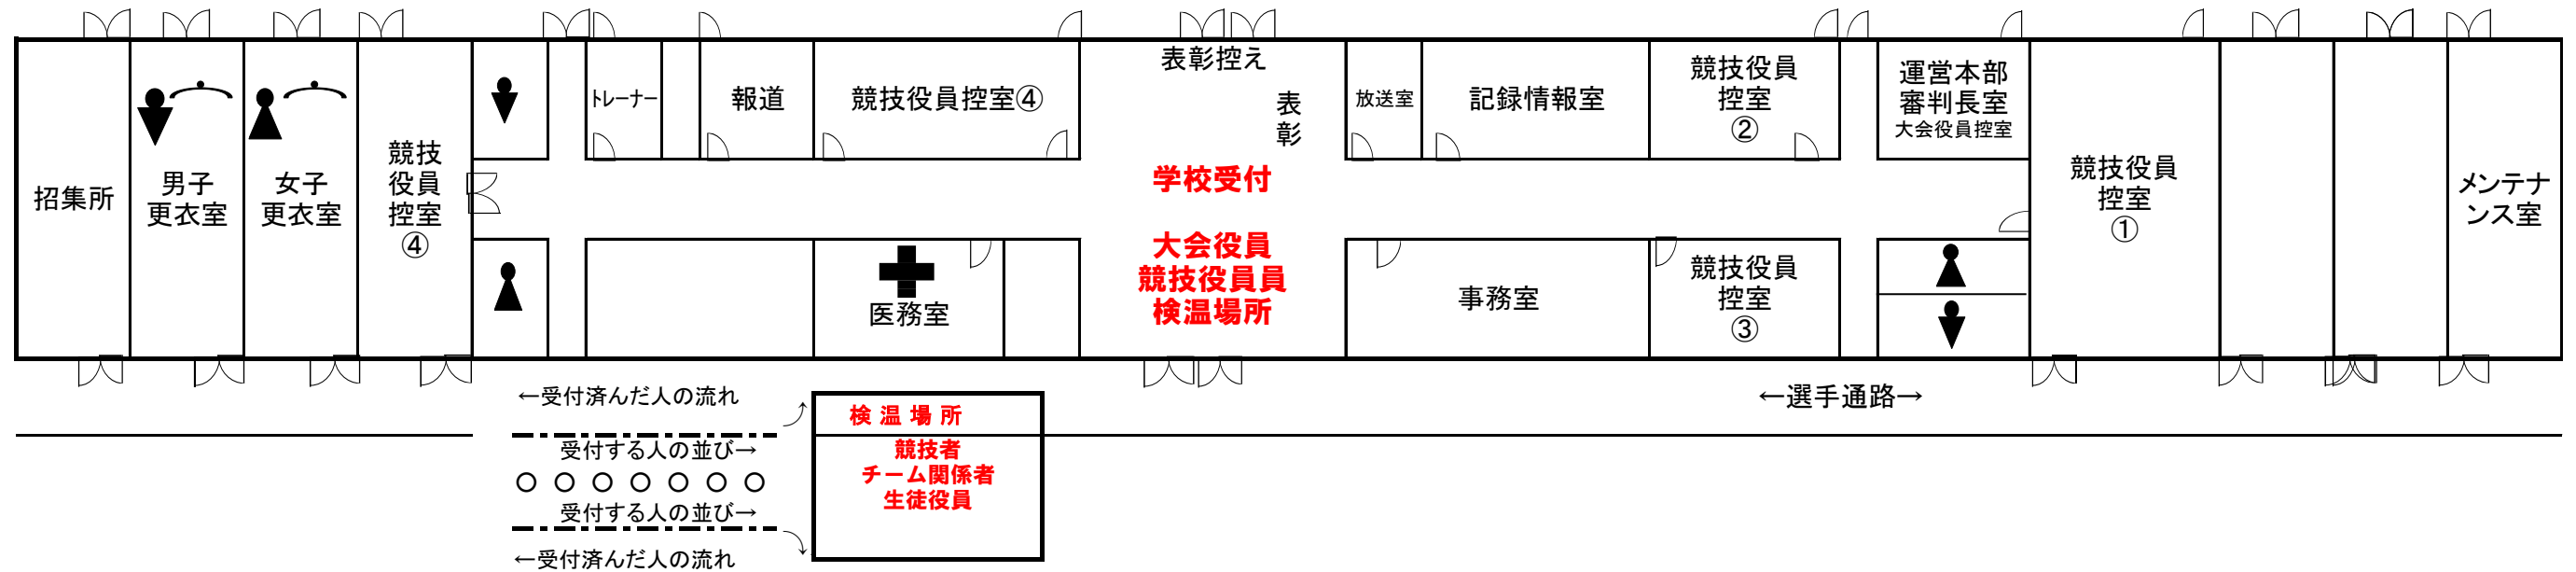 招集所
男子
更衣室
女子
更衣室
競技
役員
控室
④
トレーナー
報道
競技役員控室④
表彰控え
表
彰
学校受付
大会役員
競技役員員
検温場所
放送室
記録情報室
競技役員
控室
②
運営本部
審判長室
大会役員控室
競技役員
控室
①
メンテナ
ンス室
医務室
事務室
競技役員
控室
③
←受付済んだ人の流れ
受付する人の並び→
○ ○ ○ ○ ○ ○ ○
受付する人の並び→
←受付済んだ人の流れ
検 温 場 所
競技者
チーム関係者
生徒役員
←選手通路→